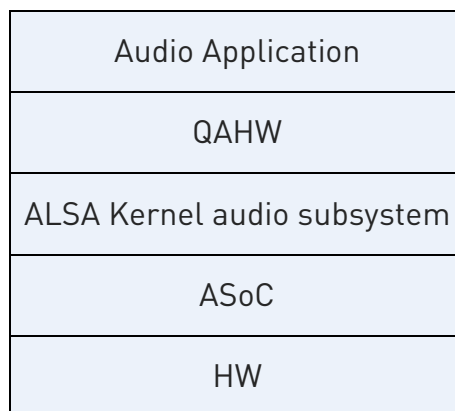 Audio Application
QAHW
ALSA Kernel audio subsystem
ASoC
HW